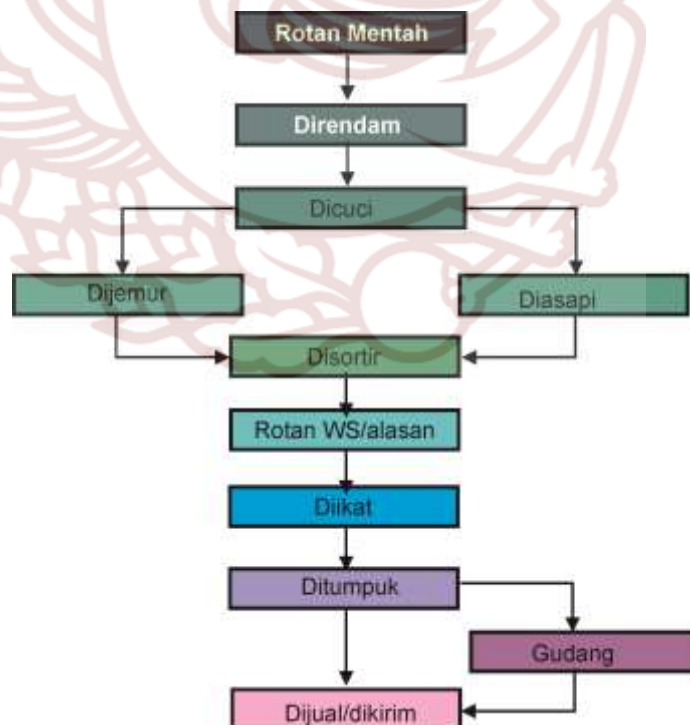 Rotan Mentah
Direndam
Dicuci
Dijemur
Diasapi
Disortir
Rotan WS/alasan
Diikat
Ditumpuk
Gudang
Dijual/dikirim